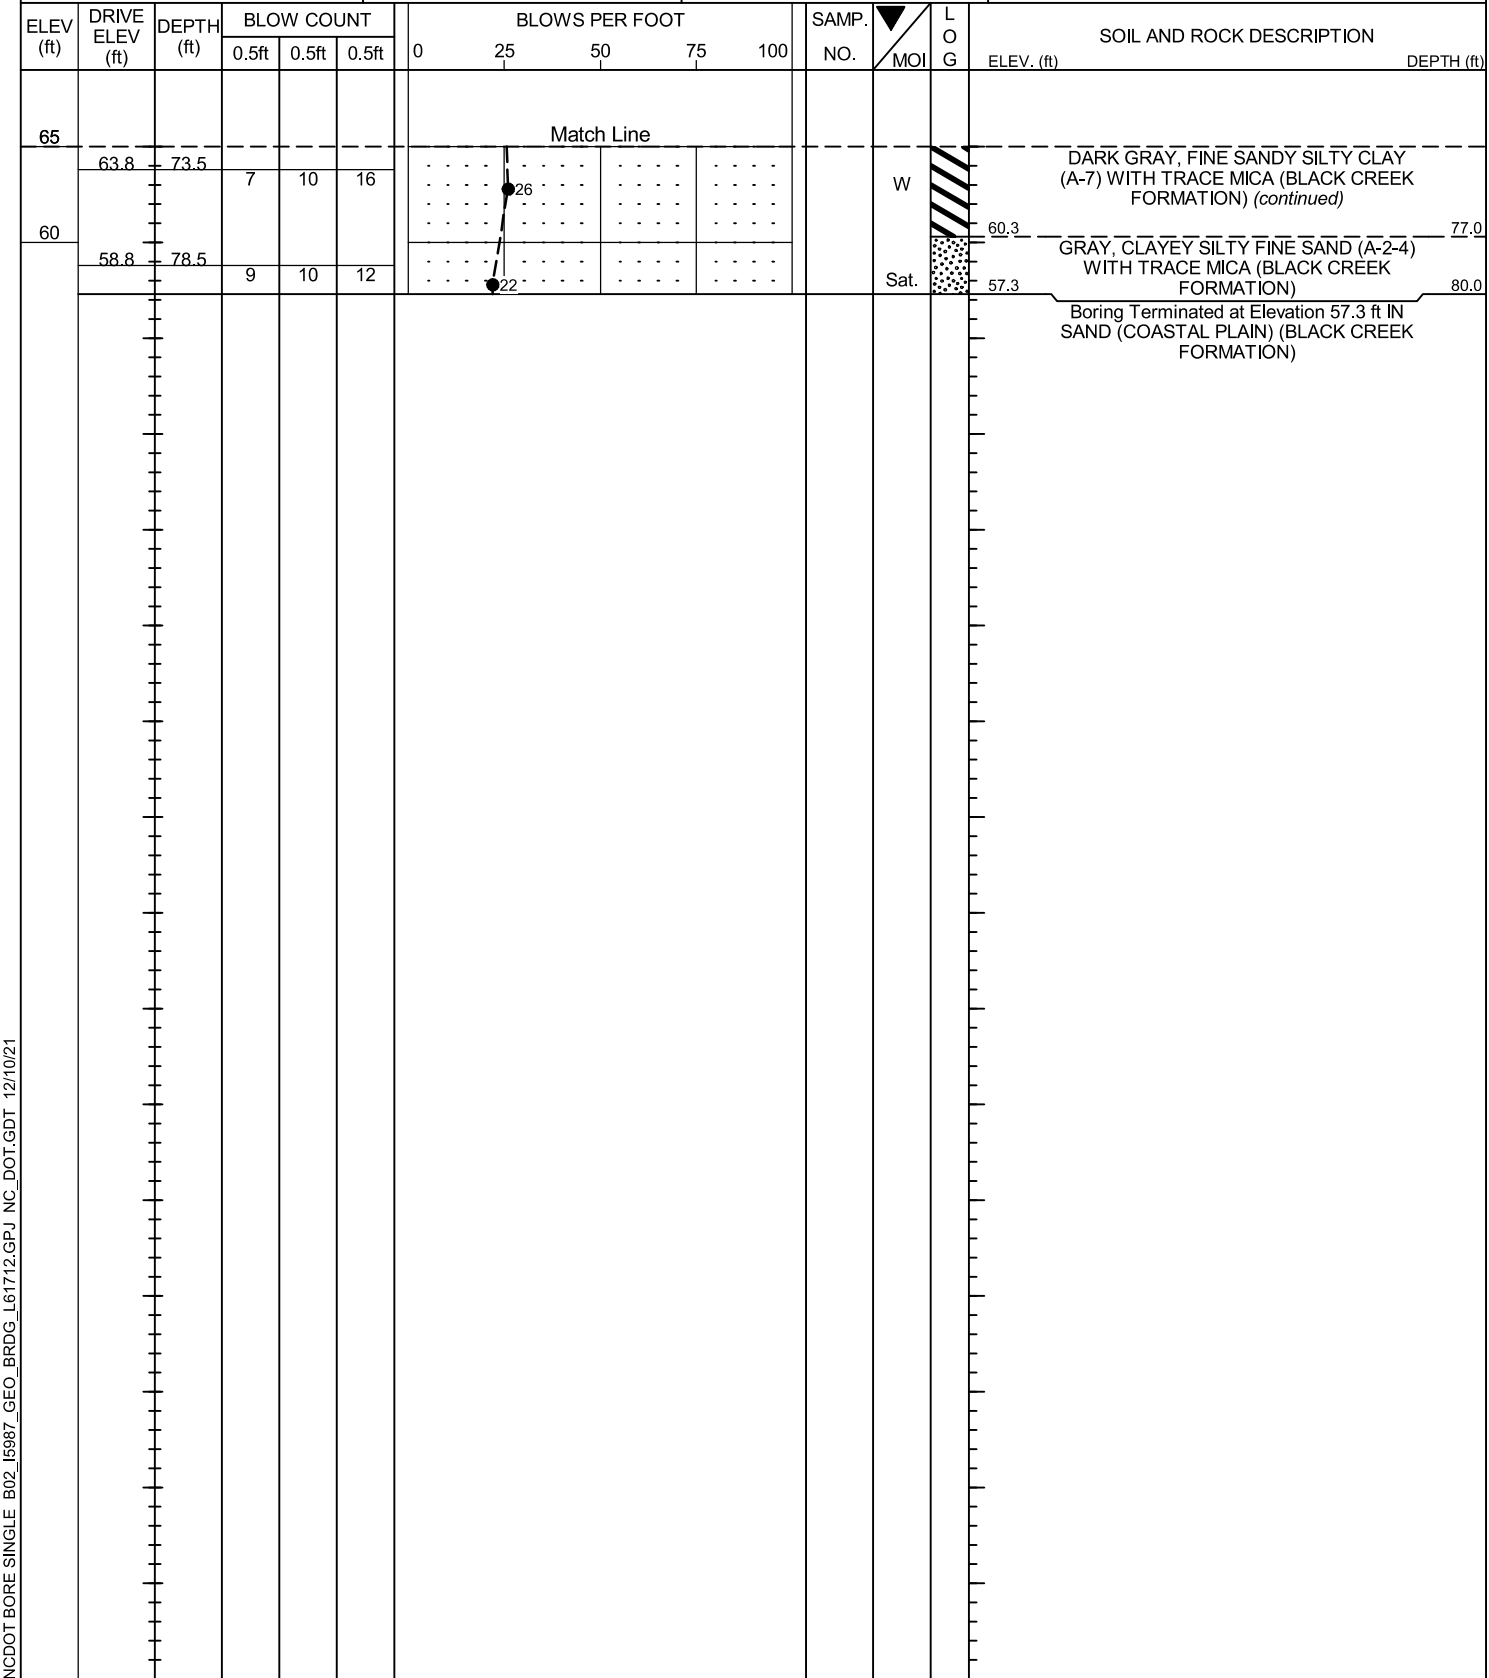 ELEV (ft)
DRIVE ELEV (ft)
DEPTH (ft)
BLOW COUNT
0.5ft 0.5ft 0.5ft
BLOWS PER FOOT
0 25 50 75 100
SAMP. NO.
MOI
L O G
SOIL AND ROCK DESCRIPTION
ELEV. (ft) DEPTH (ft)
65
Match Line
63.8 73.5
7 10 16
26
W
DARK GRAY, FINE SANDY SILTY CLAY
(A-7) WITH TRACE MICA (BLACK CREEK
FORMATION) (continued)
60
60.3 77.0
58.8 78.5
9 10 12
22
Sat.
GRAY, CLAYEY SILTY FINE SAND (A-2-4)
WITH TRACE MICA (BLACK CREEK
FORMATION)
57.3 80.0
Boring Terminated at Elevation 57.3 ft IN
SAND (COASTAL PLAIN) (BLACK CREEK
FORMATION)
NCDOT BORE SINGLE B02_I5987_GEO_BRDG_L61712.GPJ NC_DOT.GDT 12/10/21